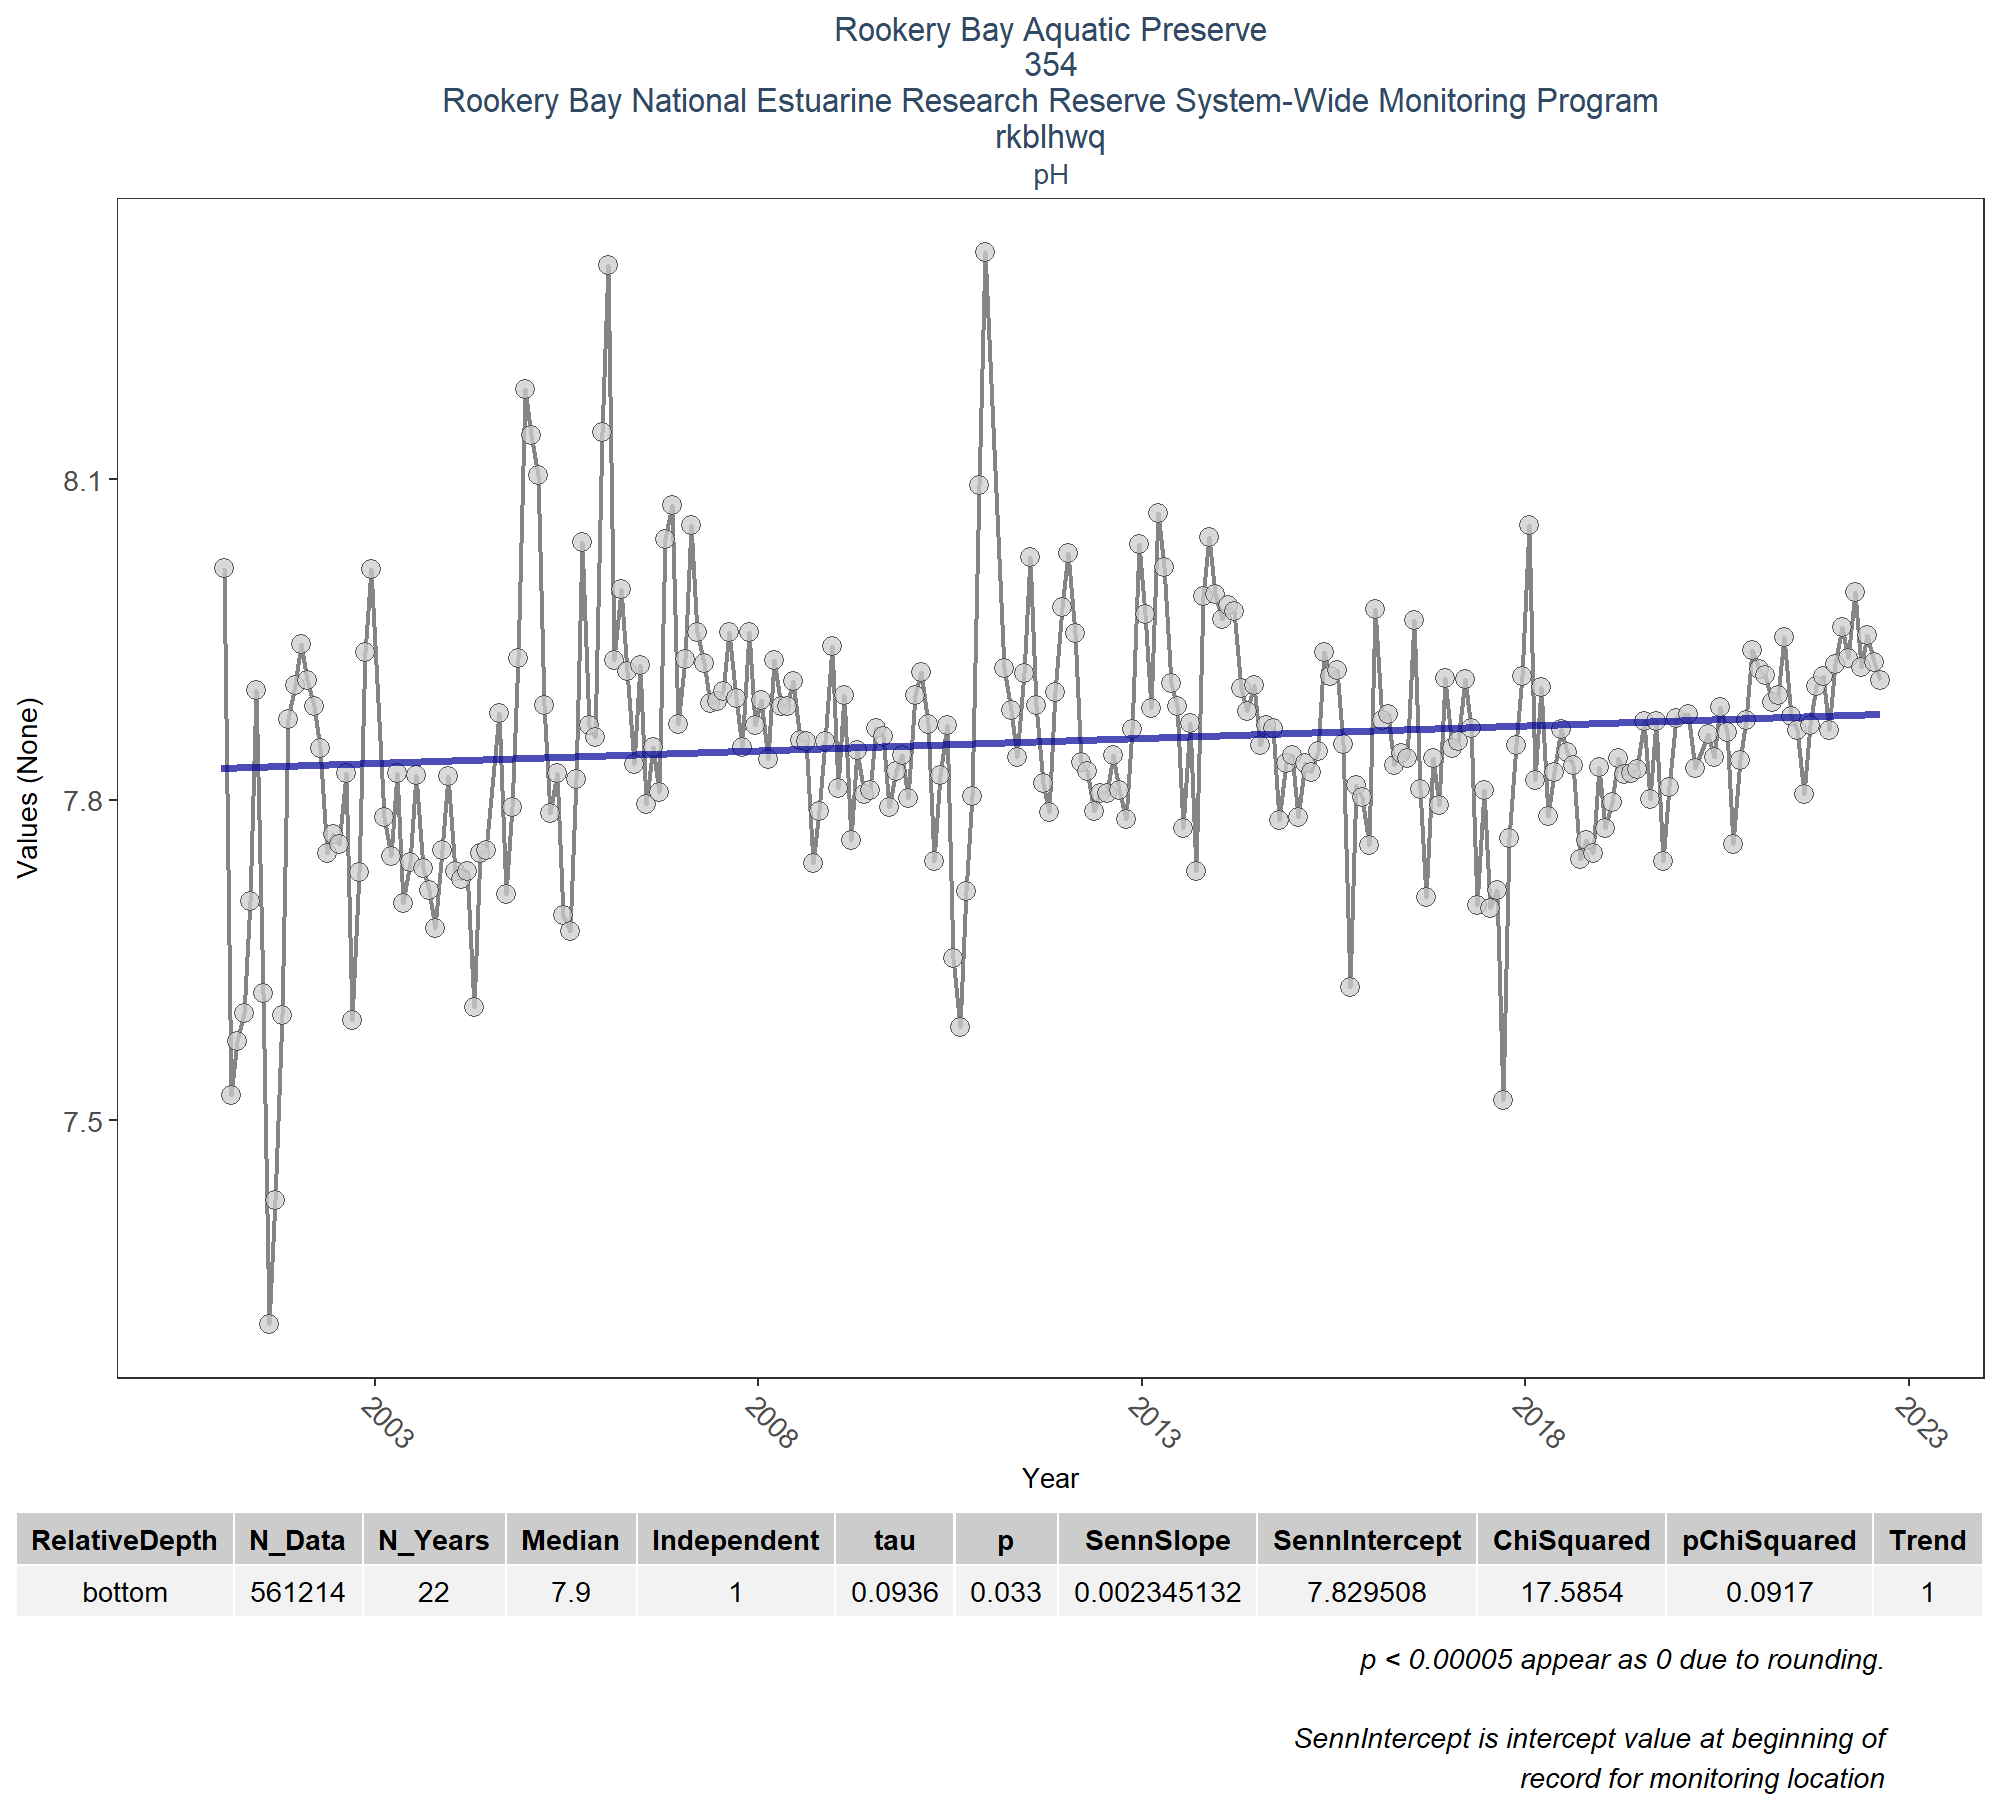 Rookery Bay Aquatic Preserve
354
Rookery Bay National Estuarine Research Reserve System-Wide Monitoring Program
rkblhwq
pH
Values (None)
8.1
7.8
7.5
2003 2008 2013 2018 2023
Year
RelativeDepth N_Data N_Years Median Independent tau p SennSlope SennIntercept ChiSquared pChiSquared Trend
bottom 561214 22 7.9 1 0.0936 0.033 0.002345132 7.829508 17.5854 0.0917 1
p < 0.00005 appear as 0 due to rounding.
SennIntercept is intercept value at beginning of
record for monitoring location